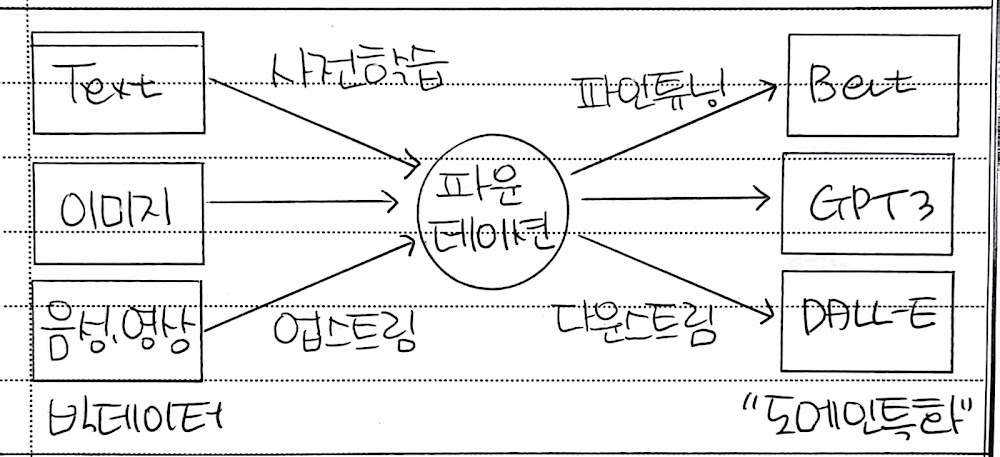 Text
사전학습
파인튜닝
Bert
이미지
파운
데이션
GPT3
음성,영상
업스트림
다운스트림
DALL-E
빅데이터
"도메인특화"